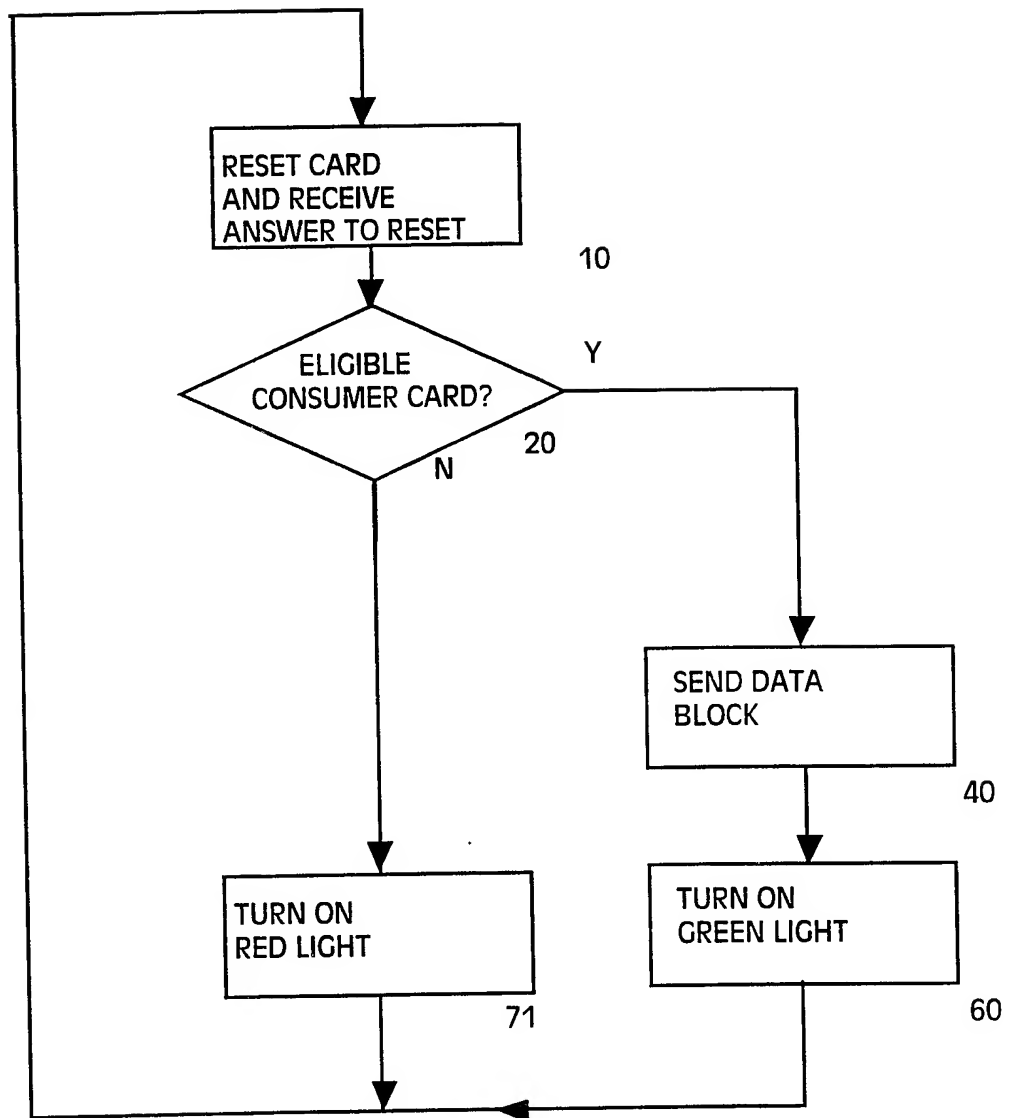 RESET CARD
AND RECEIVE
ANSWER TO RESET
10
ELIGIBLE
CONSUMER CARD?
Y
20
N
SEND DATA
BLOCK
40
TURN ON
RED LIGHT
71
TURN ON
GREEN LIGHT
60